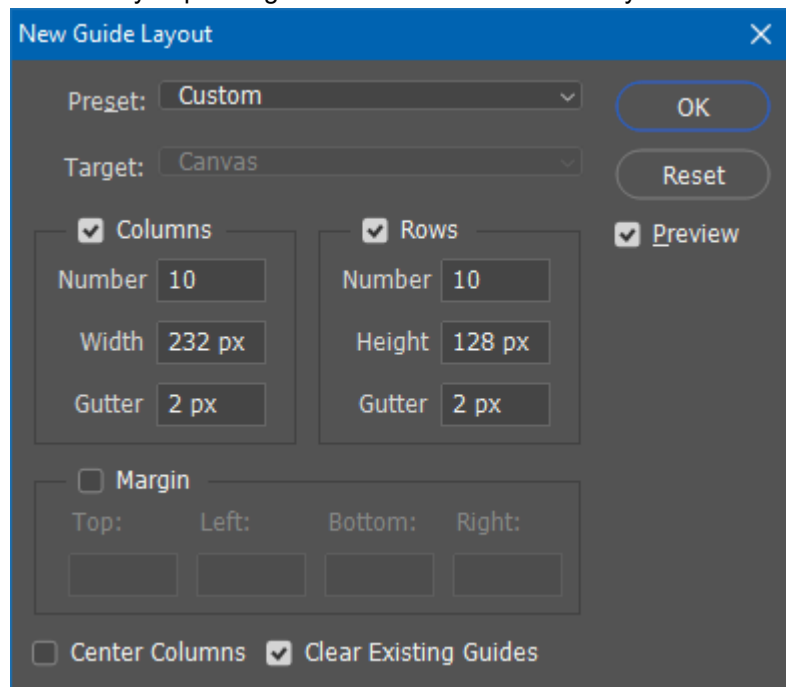 New Guide Layout
Preset: Custom
OK
Target: Canvas
Reset
Columns
Rows
Preview
Number 10
Number 10
Width 232 px
Height 128 px
Gutter 2 px
Gutter 2 px
Margin
Top: Left: Bottom: Right:
Center Columns Clear Existing Guides